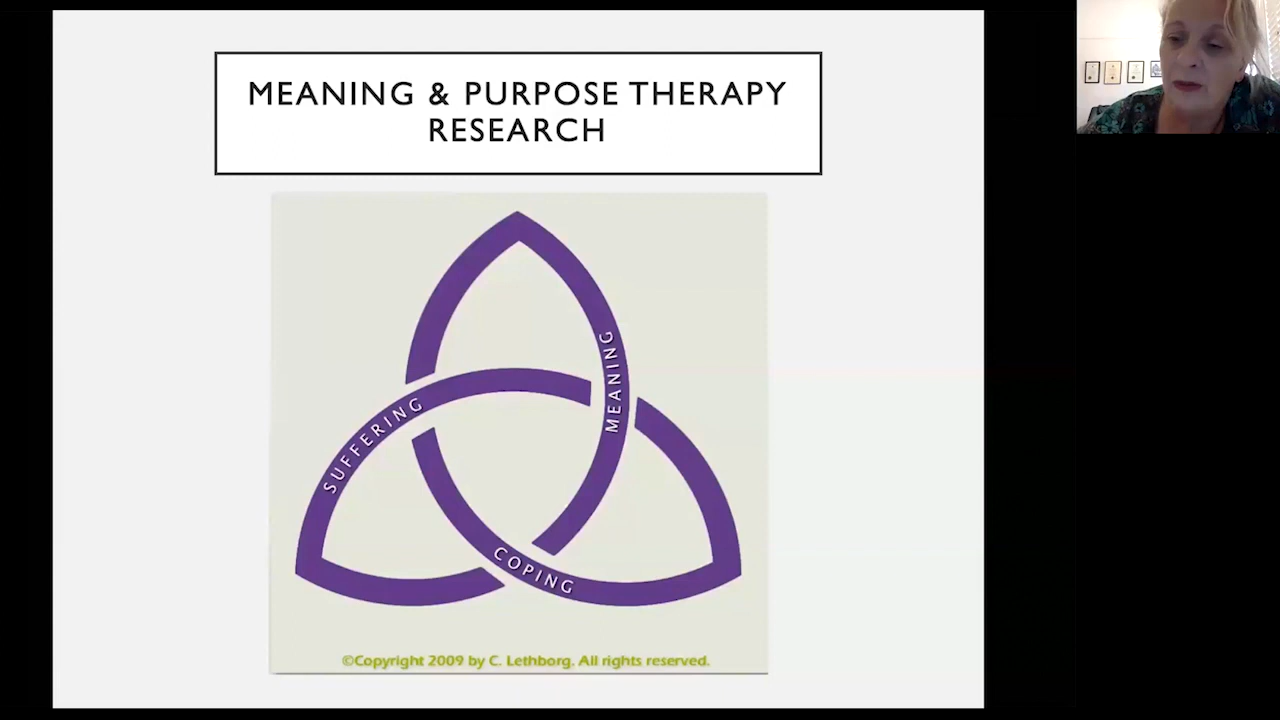 MEANING & PURPOSE THERAPY
RESEARCH
MEANING
SUFFERING
COPING
©Copyright 2009 by C. Lethborg. All rights reserved.